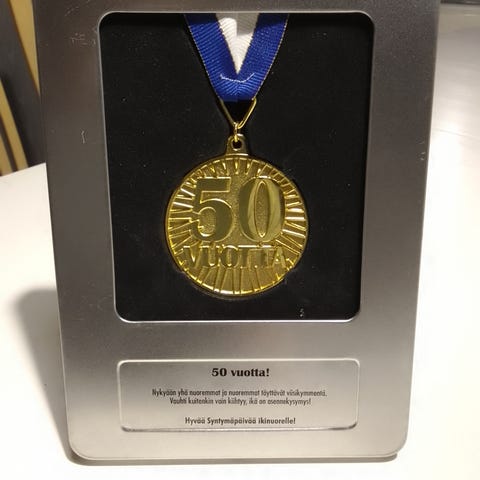 50
VUOTTA
50 vuotta!
Nykyään yhä nuoremmat ja nuoremmat täyttävät viisikymmentä,
Vauhti kuitenkin vain kiihtyy, ikä on asennekysymys!
Hyvää Syntymäpäivää ikinuorelle!